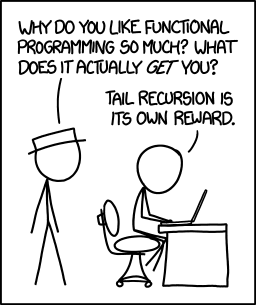 WHY DO YOU LIKE FUNCTIONAL
PROGRAMMING SO MUCH? WHAT
DOES IT ACTUALLY GET YOU?
TAIL RECURSION IS
ITS OWN REWARD.